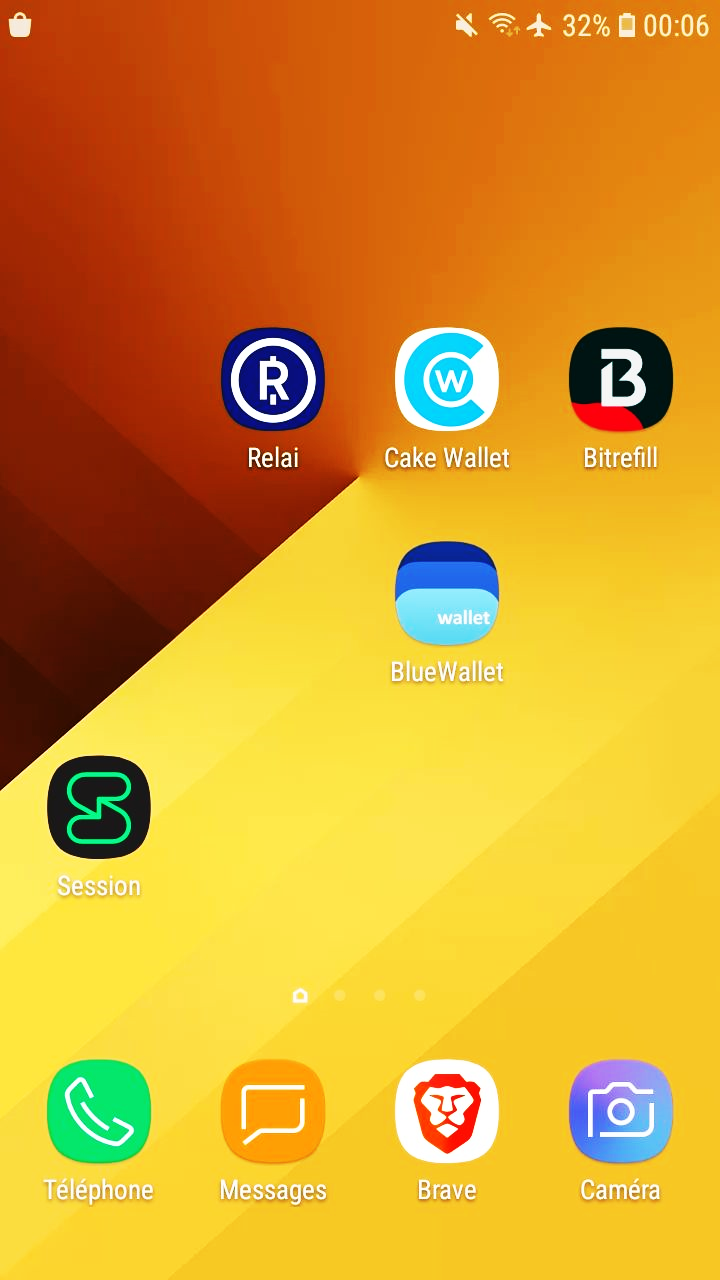 32% 00:06
Relai Cake Wallet Bitrefill
wallet
BlueWallet
Session
Téléphone Messages Brave Caméra